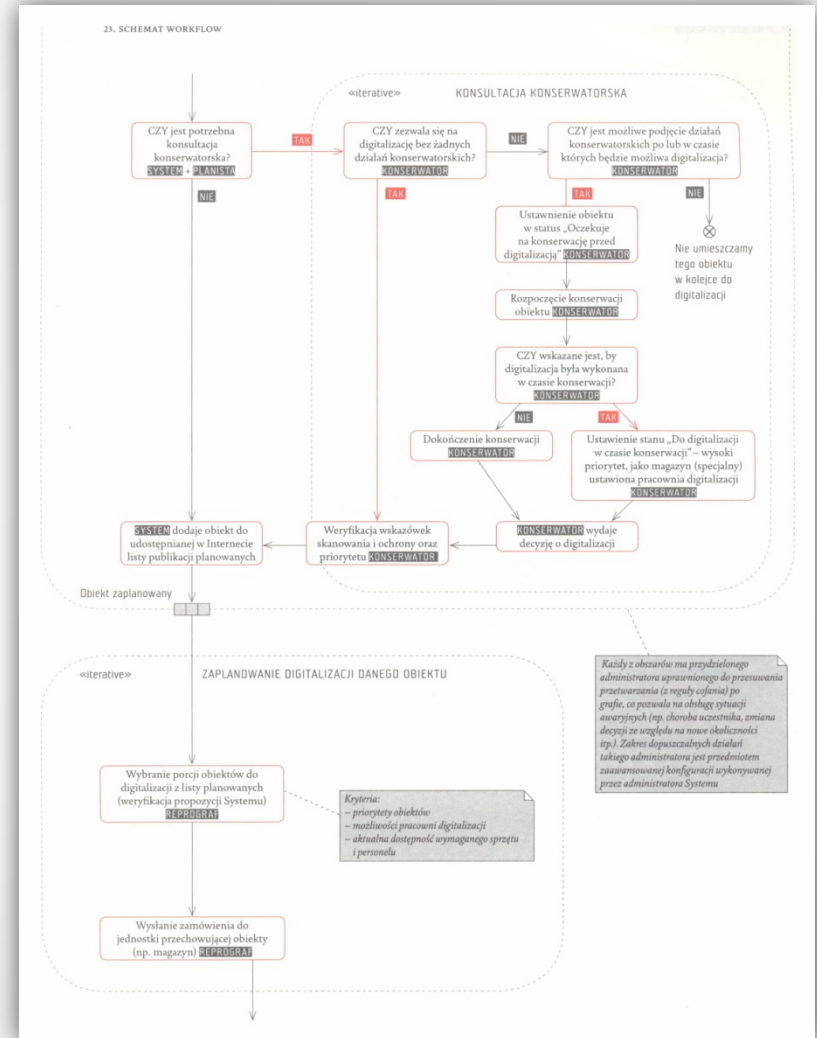 23. SCHEMAT WORKFLOW
«iterative»
KONSULTACJA KONSERWATORSKA
CZY jest potrzebna
konsultacja
konserwatorska?
SYSTEM + PLANISTA
TAK
CZY zezwala się na
digitalizację bez żadnych
działań konserwatorskich?
KONSERWATOR
NIE
CZY jest możliwe podjęcie działań
konserwatorskich po lub w czasie
których będzie możliwa digitalizacja?
KONSERWATOR
NIE
TAK
TAK
NIE
Ustawnienie obiektu
w status „Oczekuje
na konserwację przed
digitalizacją” KONSERWATOR
Nie umieszczamy
tego obiektu
w kolejce do
digitalizacji
Rozpoczęcie konserwacji
obiektu KONSERWATOR
CZY wskazane jest, by
digitalizacja była wykonana
w czasie konserwacji?
KONSERWATOR
NIE
TAK
Dokończenie konserwacji
KONSERWATOR
Ustawienie stanu „Do digitalizacji
w czasie konserwacji” – wysoki
priorytet, jako magazyn (specjalny)
ustawiona pracownia digitalizacji
KONSERWATOR
SYSTEM dodaje obiekt do
udostępnianej w Internecie
listy publikacji planowanych
Weryfikacja wskazówek
skanowania i ochrony oraz
priorytetu KONSERWATOR
KONSERWATOR wydaje
decyzję o digitalizacji
Obiekt zaplanowany
«iterative»
ZAPLANOWANIE DIGITALIZACJI DANEGO OBIEKTU
Każdy z obszarów ma przydzielonego
administratora uprawnionego do przesuwania
przetwarzania (z reguły cofania) po
grafie, co pozwala na obsługę sytuacji
awaryjnych (np. choroba uczestnika, zmiana
decyzji ze względu na nowe okoliczności
itp.). Zakres dopuszczalnych działań
takiego administratora jest przedmiotem
zaawansowanej konfiguracji wykonywanej
przez administratora Systemu
Wybranie porcji obiektów do
digitalizacji z listy planowanych
(weryfikacja propozycji Systemu)
REPROGRAF
Kryteria:
– priorytety obiektów
– możliwości pracowni digitalizacji
– aktualna dostępność wymaganego sprzętu
i personelu
Wysłanie zamówienia do
jednostki przechowującej obiekty
(np. magazyn) REPROGRAF